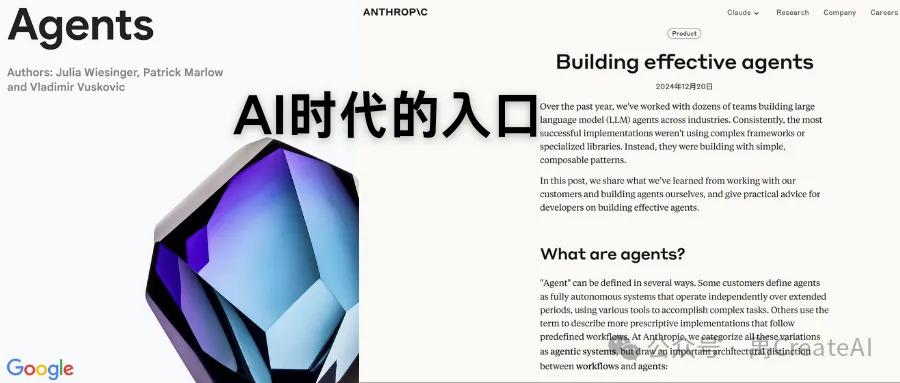 Agents
Authors: Julia Wiesinger, Patrick Marlow
and Vladimir Vuskovic
Google
AI时代的入口
ANTHROP\C
Claude
Research
Company
Careers
Product
Building effective agents
2024年12月20日
Over the past year, we've worked with dozens of teams building large
language model (LLM) agents across industries. Consistently, the most
successful implementations weren't using complex frameworks or
specialized libraries. Instead, they were building with simple,
composable patterns.
In this post, we share what we've learned from working with our
customers and building agents ourselves, and give practical advice for
developers on building effective agents.
What are agents?
"Agent" can be defined in several ways. Some customers define agents
as fully autonomous systems that operate independently over extended
periods, using various tools to accomplish complex tasks. Others use the
term to describe more prescriptive implementations that follow
predefined workflows. At Anthropic, we categorize all these variations
as agentic systems, but draw an important architectural distinction
between workflows and agents:
公众号 · CreateAI